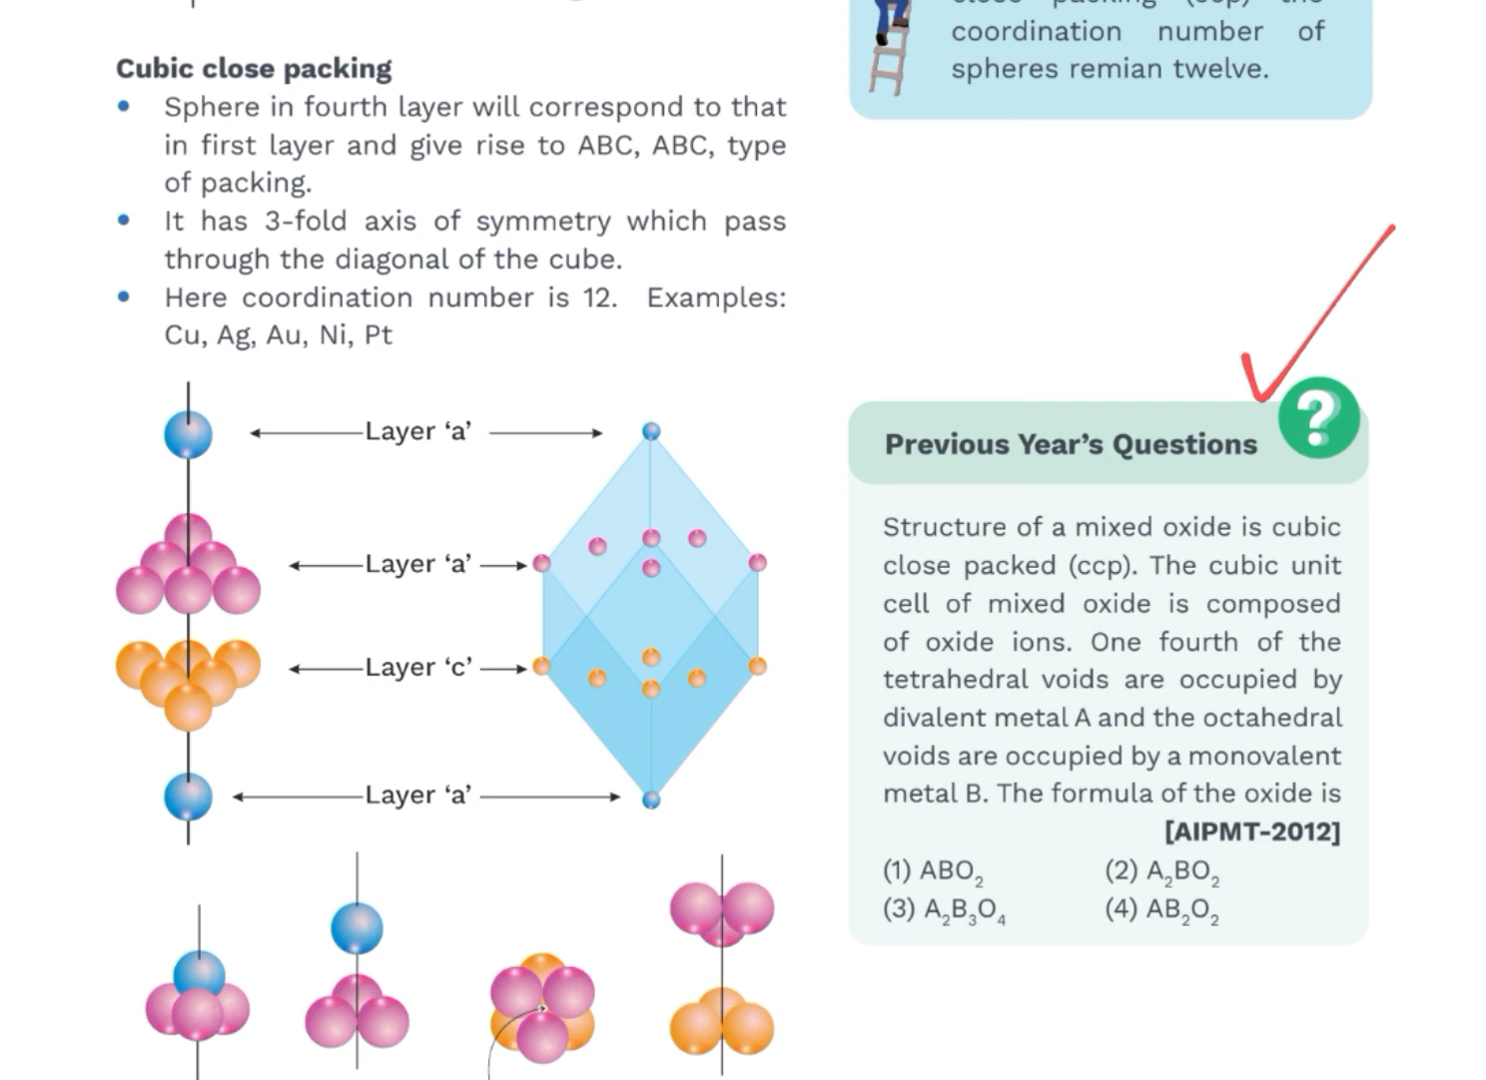 close packing (ccp) the
coordination number of
spheres remian twelve.
Cubic close packing
• Sphere in fourth layer will correspond to that
in first layer and give rise to ABC, ABC, type
of packing.
• It has 3-fold axis of symmetry which pass
through the diagonal of the cube.
• Here coordination number is 12. Examples:
Cu, Ag, Au, Ni, Pt
Layer ‘a’
Layer ‘a’
Layer ‘c’
Layer ‘a’
?
Previous Year’s Questions
Structure of a mixed oxide is cubic
close packed (ccp). The cubic unit
cell of mixed oxide is composed
of oxide ions. One fourth of the
tetrahedral voids are occupied by
divalent metal A and the octahedral
voids are occupied by a monovalent
metal B. The formula of the oxide is
[AIPMT-2012]
(1) ABO₂ (2) A₂BO₂
(3) A₂B₃O₄ (4) AB₂O₂